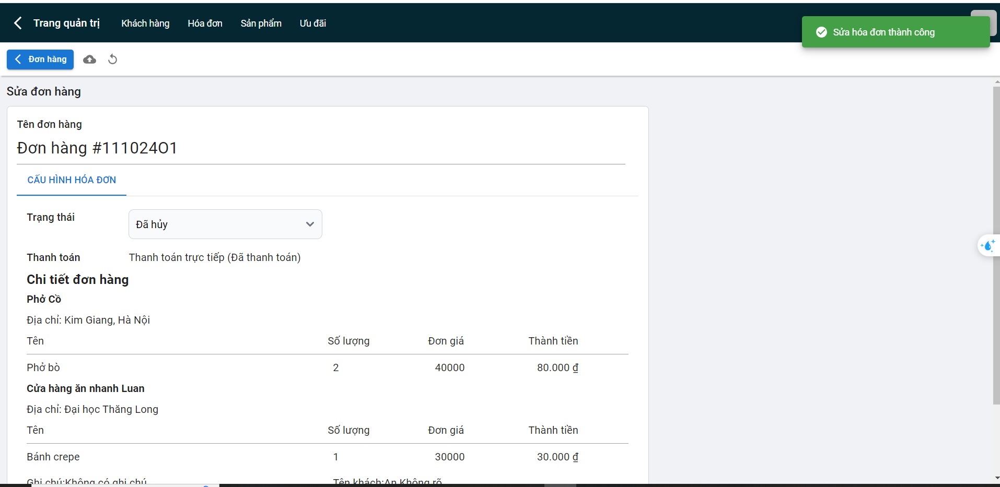 Trang quản trị Khách hàng Hóa đơn Sản phẩm Ưu đãi
Sửa hóa đơn thành công
Đơn hàng
Sửa đơn hàng
Tên đơn hàng
Đơn hàng #111024O1
CẤU HÌNH HÓA ĐƠN
Trạng thái Đã hủy
Thanh toán Thanh toán trực tiếp (Đã thanh toán)
Chi tiết đơn hàng
Phở Cồ
Địa chỉ: Kim Giang, Hà Nội
Tên Số lượng Đơn giá Thành tiền
Phở bò 2 40000 80.000 ₫
Cửa hàng ăn nhanh Luan
Địa chỉ: Đại học Thăng Long
Tên Số lượng Đơn giá Thành tiền
Bánh crepe 1 30000 30.000 ₫
Ghi chú:Không có ghi chú Tên khách:An Không rõ